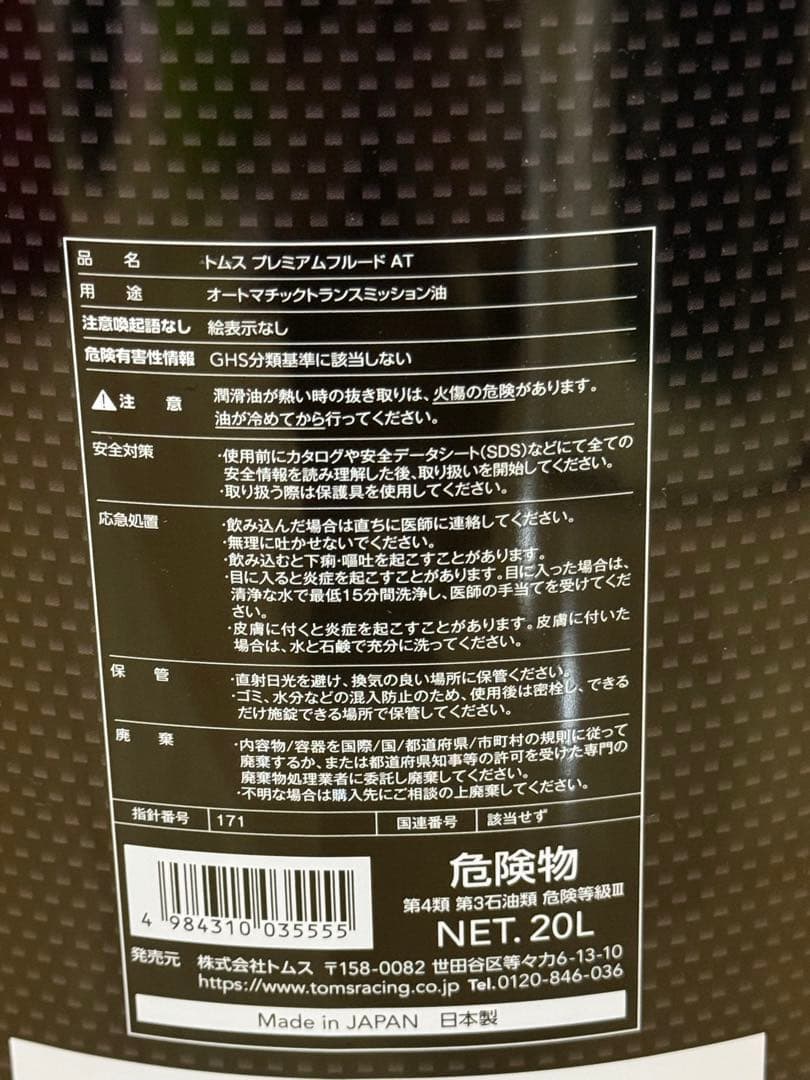 品 名 トムス プレミアムフルード AT
用 途 オートマチックトランスミッション油
注意喚起語なし 絵表示なし
危険有害性情報 GHS分類基準に該当しない
⚠注 意 潤滑油が熱い時の抜き取りは、火傷の危険があります。
油が冷めてから行ってください。
安全対策 ・使用前にカタログや安全データシート(SDS)などにて全ての
安全情報を読み理解した後、取り扱いを開始してください。
・取り扱う際は保護具を使用してください。
応急処置 ・飲み込んだ場合は直ちに医師に連絡してください。
・無理に吐かせないでください。
・飲み込むと下痢・嘔吐を起こすことがあります。
・目に入ると炎症を起こすことがあります。目に入った場合は、
清浄な水で最低15分間洗浄し、医師の手当てを受けてくだ
さい。
・皮膚に付くと炎症を起こすことがあります。皮膚に付いた
場合は、水と石鹸で充分に洗ってください。
保 管 ・直射日光を避け、換気の良い場所に保管ください。
・ゴミ、水分などの混入防止のため、使用後は密栓し、できる
だけ施錠できる場所で保管してください。
廃 棄 ・内容物/容器を国際/国/都道府県/市町村の規則に従って
廃棄するか、または都道府県知事等の許可を受けた専門の
廃棄物処理業者に委託し廃棄してください。
・不明な場合は購入先にご相談の上廃棄してください。
指針番号 171 国連番号 該当せず
危険物
第4類 第3石油類 危険等級Ⅲ
NET. 20L
4 984310 035555
発売元 株式会社トムス 〒158-0082 世田谷区等々力6-13-10
https://www.tomsracing.co.jp Tel.0120-846-036
Made in JAPAN 日本製